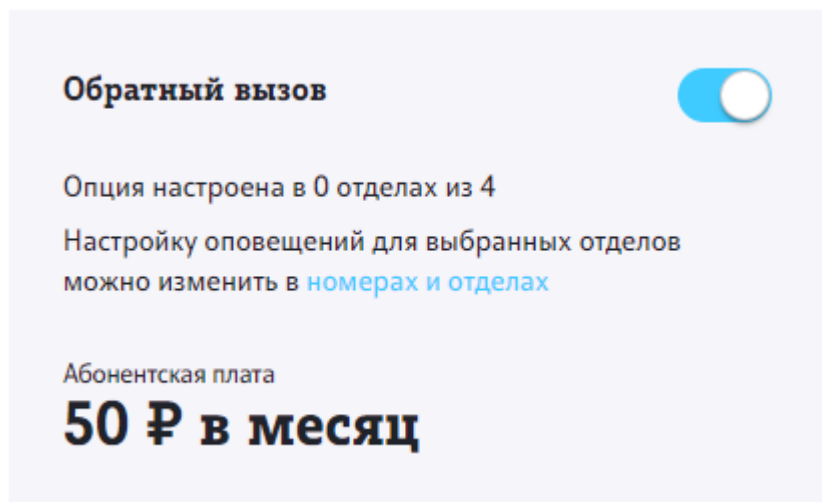 Обратный вызов
Опция настроена в 0 отделах из 4
Настройку оповещений для выбранных отделов
можно изменить в номерах и отделах
Абонентская плата
50 ₽ в месяц